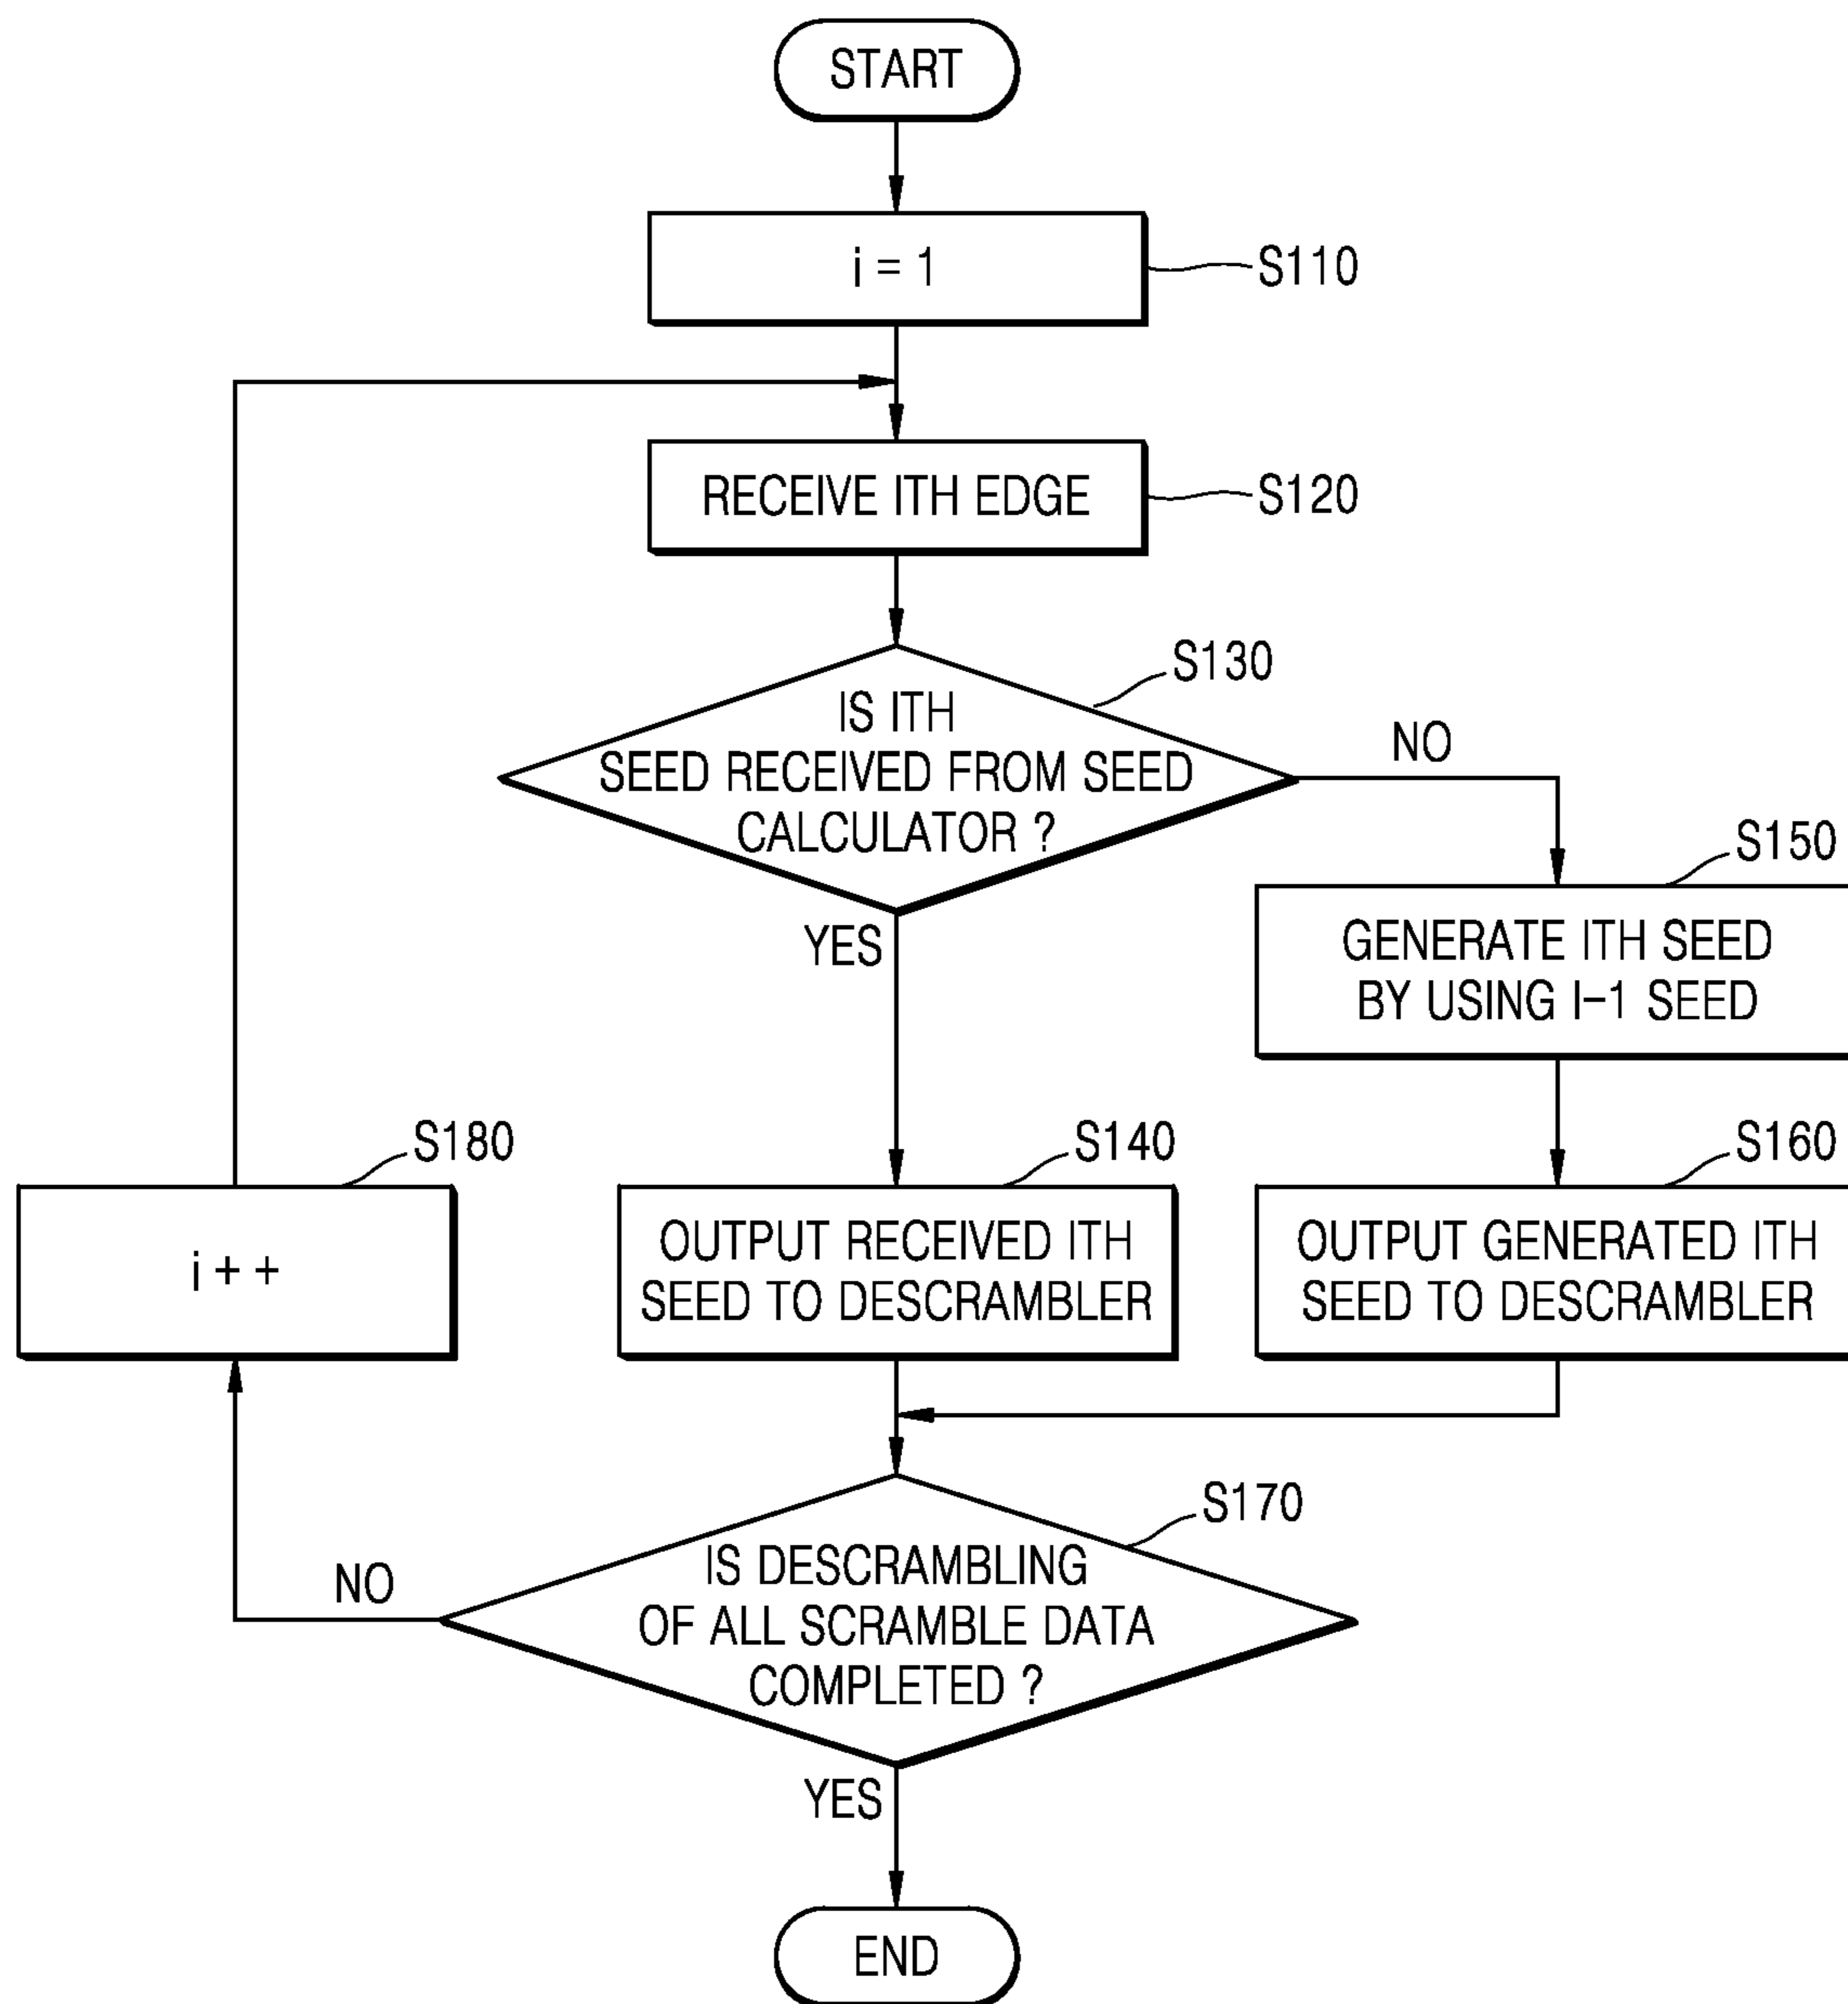 START
i = 1
S110
RECEIVE ITH EDGE
S120
S130
IS ITH
SEED RECEIVED FROM SEED
CALCULATOR ?
NO
YES
S150
GENERATE ITH SEED
BY USING I-1 SEED
S180
i + +
S140
OUTPUT RECEIVED ITH
SEED TO DESCRAMBLER
S160
OUTPUT GENERATED ITH
SEED TO DESCRAMBLER
S170
IS DESCRAMBLING
OF ALL SCRAMBLE DATA
COMPLETED ?
NO
YES
END